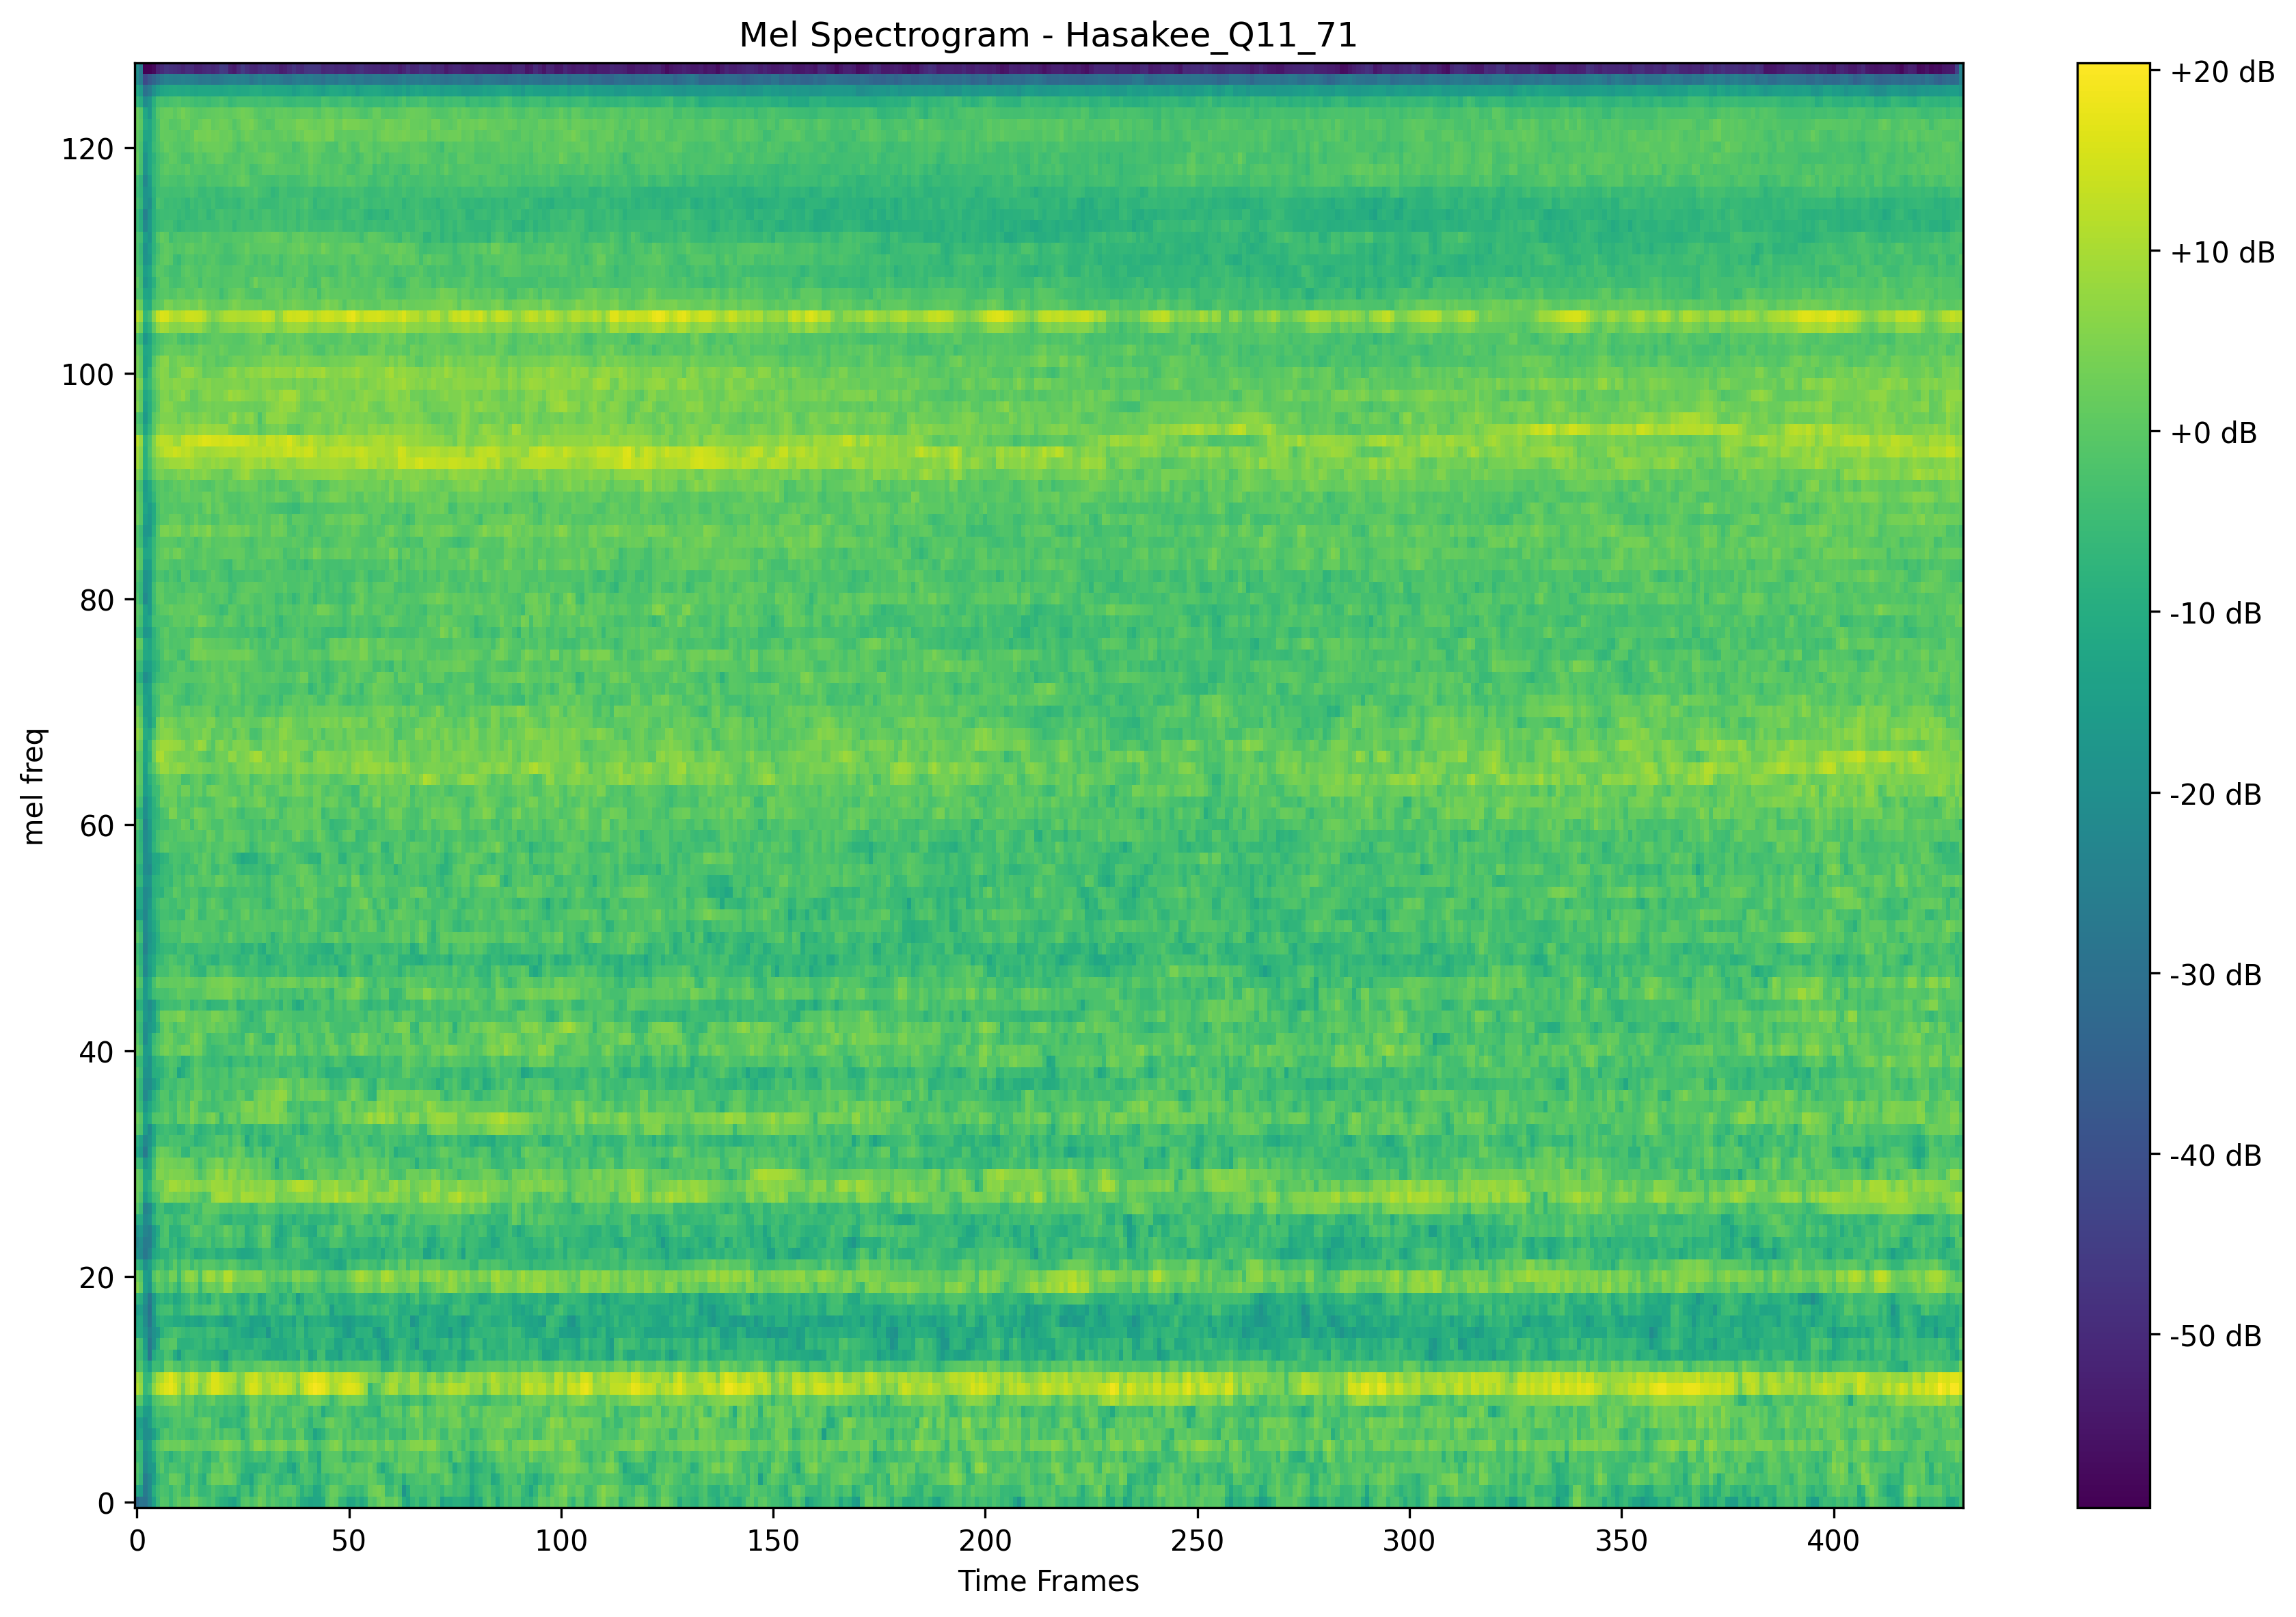 Mel Spectrogram - Hasakee_Q11_71
mel freq
120
100
80
60
40
20
0
0 50 100 150 200 250 300 350 400
Time Frames
+20 dB
+10 dB
+0 dB
-10 dB
-20 dB
-30 dB
-40 dB
-50 dB